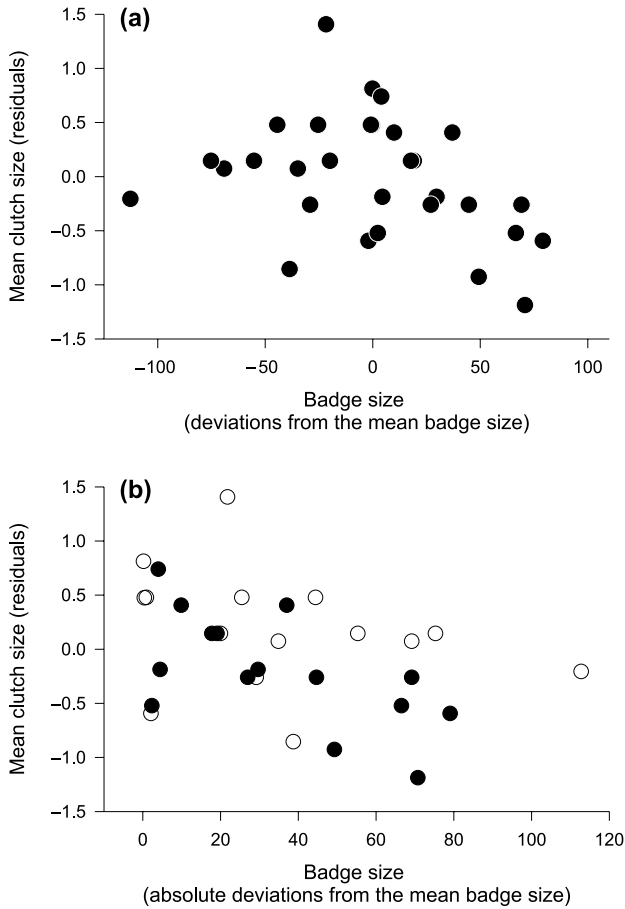 (a)
1.5
1.0
0.5
0.0
–0.5
–1.0
–1.5
Mean clutch size (residuals)
–100 –50 0 50 100
Badge size
(deviations from the mean badge size)
(b)
1.5
1.0
0.5
0.0
–0.5
–1.0
–1.5
Mean clutch size (residuals)
0 20 40 60 80 100 120
Badge size
(absolute deviations from the mean badge size)